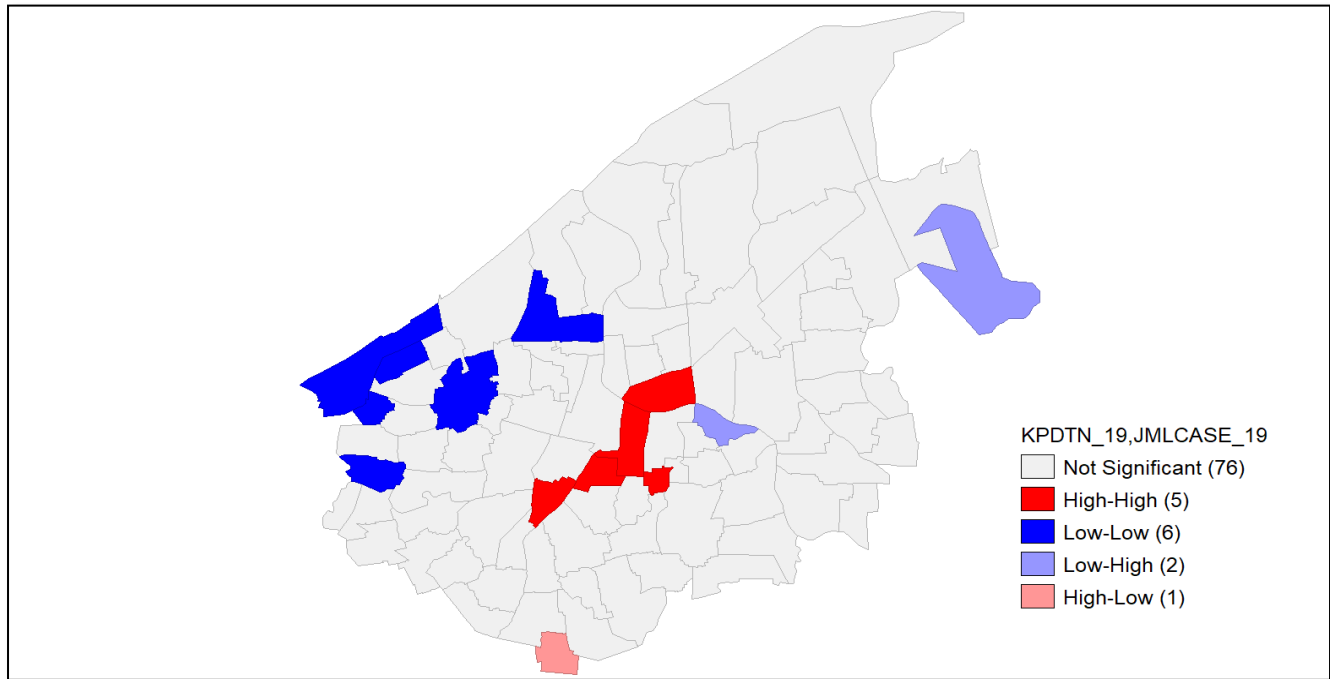 KPDTN_19,JMLCASE_19
Not Significant (76)
High-High (5)
Low-Low (6)
Low-High (2)
High-Low (1)